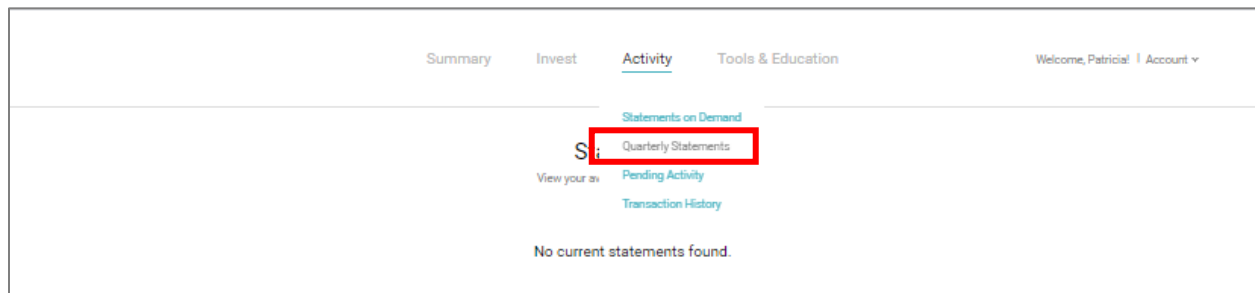 Summary Invest Activity Tools & Education Welcome, Patricia! | Account
Statements on Demand
Quarterly Statements
Pending Activity
View your
Transaction History
No current statements found.